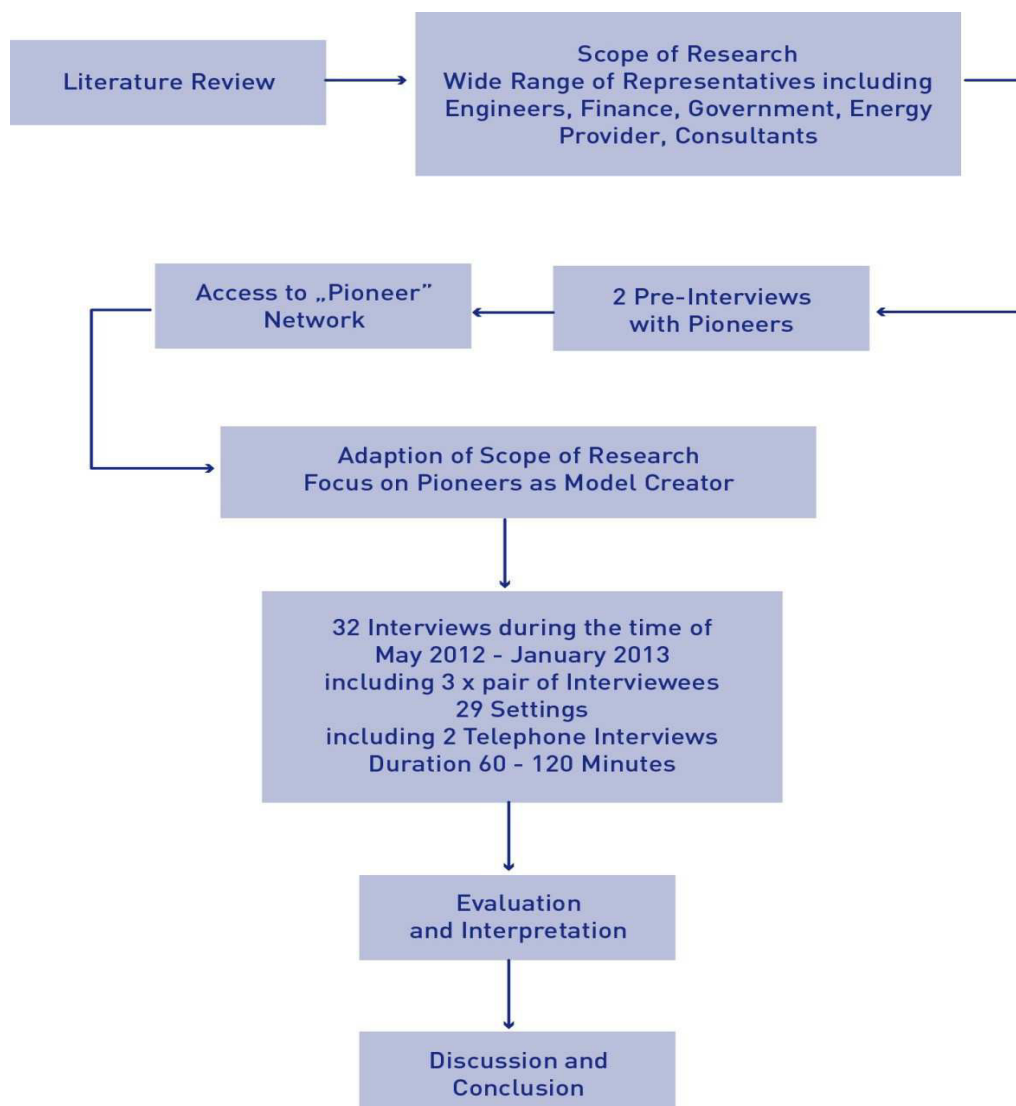 Literature Review
Scope of Research
Wide Range of Representatives including
Engineers, Finance, Government, Energy
Provider, Consultants
2 Pre-Interviews
with Pioneers
Access to „Pioneer”
Network
Adaption of Scope of Research
Focus on Pioneers as Model Creator
32 Interviews during the time of
May 2012 - January 2013
including 3 x pair of Interviewees
29 Settings
including 2 Telephone Interviews
Duration 60 - 120 Minutes
Evaluation
and Interpretation
Discussion and
Conclusion